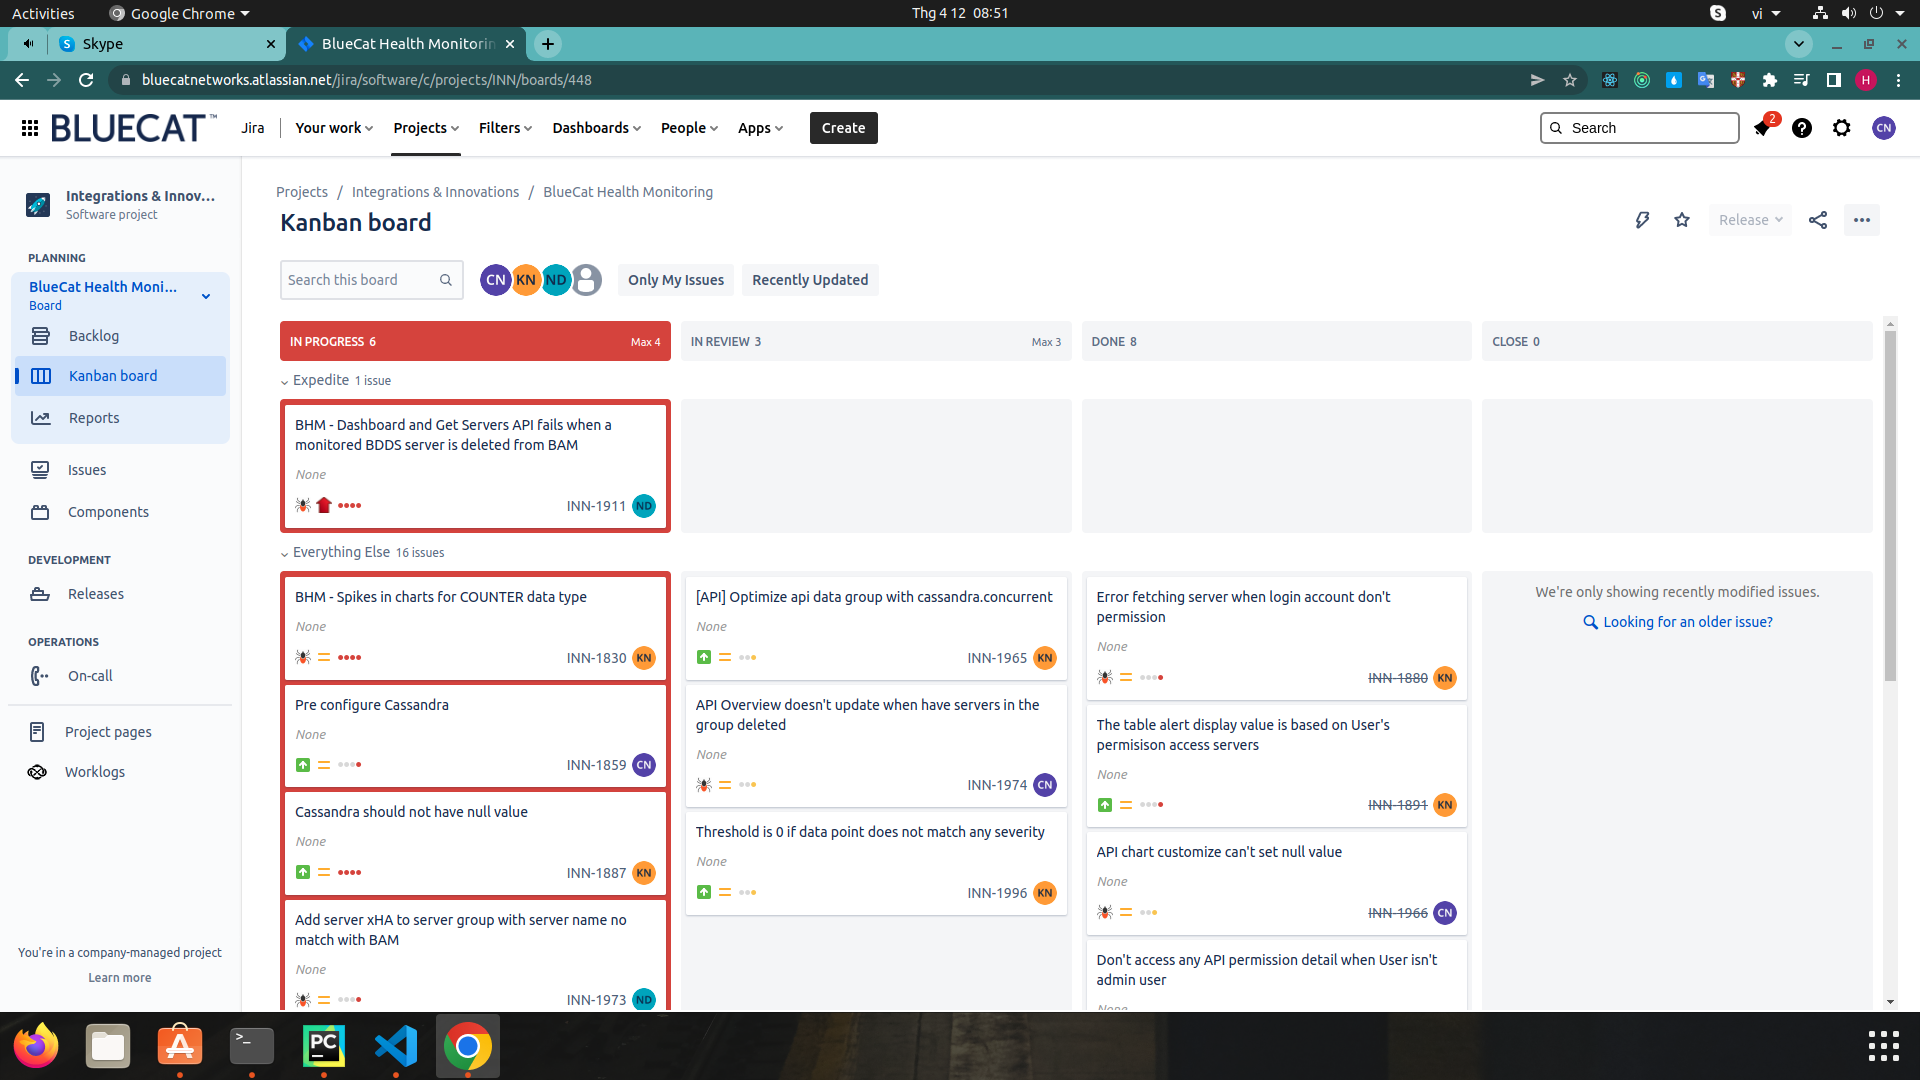 Activities
Google Chrome
Thg 4 12 08:51
vi
Skype
BlueCat Health Monitorin
bluecatnetworks.atlassian.net/jira/software/c/projects/INN/boards/448
H
BLUECAT™
Jira
Your work
Projects
Filters
Dashboards
People
Apps
Create
Search
2
CN
Integrations & Innov...
Software project
PLANNING
BlueCat Health Moni...
Board
Backlog
Kanban board
Reports
Issues
Components
DEVELOPMENT
Releases
OPERATIONS
On-call
Project pages
Worklogs
You're in a company-managed project
Learn more
Projects / Integrations & Innovations / BlueCat Health Monitoring
Kanban board
Release
Search this board
CN KN ND
Only My Issues
Recently Updated
IN PROGRESS 6 Max 4
IN REVIEW 3 Max 3
DONE 8
CLOSE 0
Expedite 1 issue
BHM - Dashboard and Get Servers API fails when a
monitored BDDS server is deleted from BAM
None
INN-1911 ND
Everything Else 16 issues
BHM - Spikes in charts for COUNTER data type
None
INN-1830 KN
Pre configure Cassandra
None
INN-1859 CN
Cassandra should not have null value
None
INN-1887 KN
Add server xHA to server group with server name no
match with BAM
None
INN-1973 ND
[API] Optimize api data group with cassandra.concurrent
None
INN-1965 KN
API Overview doesn't update when have servers in the
group deleted
None
INN-1974 CN
Threshold is 0 if data point does not match any severity
None
INN-1996 KN
Error fetching server when login account don't
permission
None
INN-1880 KN
The table alert display value is based on User's
permisison access servers
None
INN-1891 KN
API chart customize can't set null value
None
INN-1966 CN
Don't access any API permission detail when User isn't
admin user
None
We're only showing recently modified issues.
Looking for an older issue?
PC